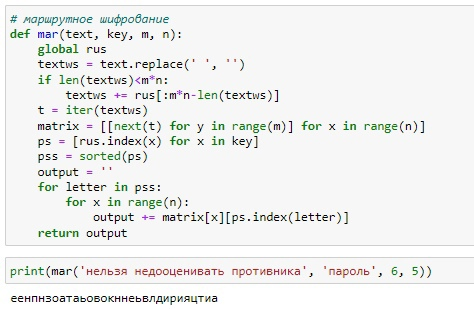 # маршрутное шифрование
def mar(text, key, m, n):
    global rus
    textws = text.replace(' ', '')
    if len(textws)<m*n:
        textws += rus[:m*n-len(textws)]
    t = iter(textws)
    matrix = [[next(t) for y in range(m)] for x in range(n)]
    ps = [rus.index(x) for x in key]
    pss = sorted(ps)
    output = ''
    for letter in pss:
        for x in range(n):
            output += matrix[x][ps.index(letter)]
    return output
print(mar('нельзя недооценивать противника', 'пароль', 6, 5))
еенпнзоатаьовокннеьвлдирияцтиа